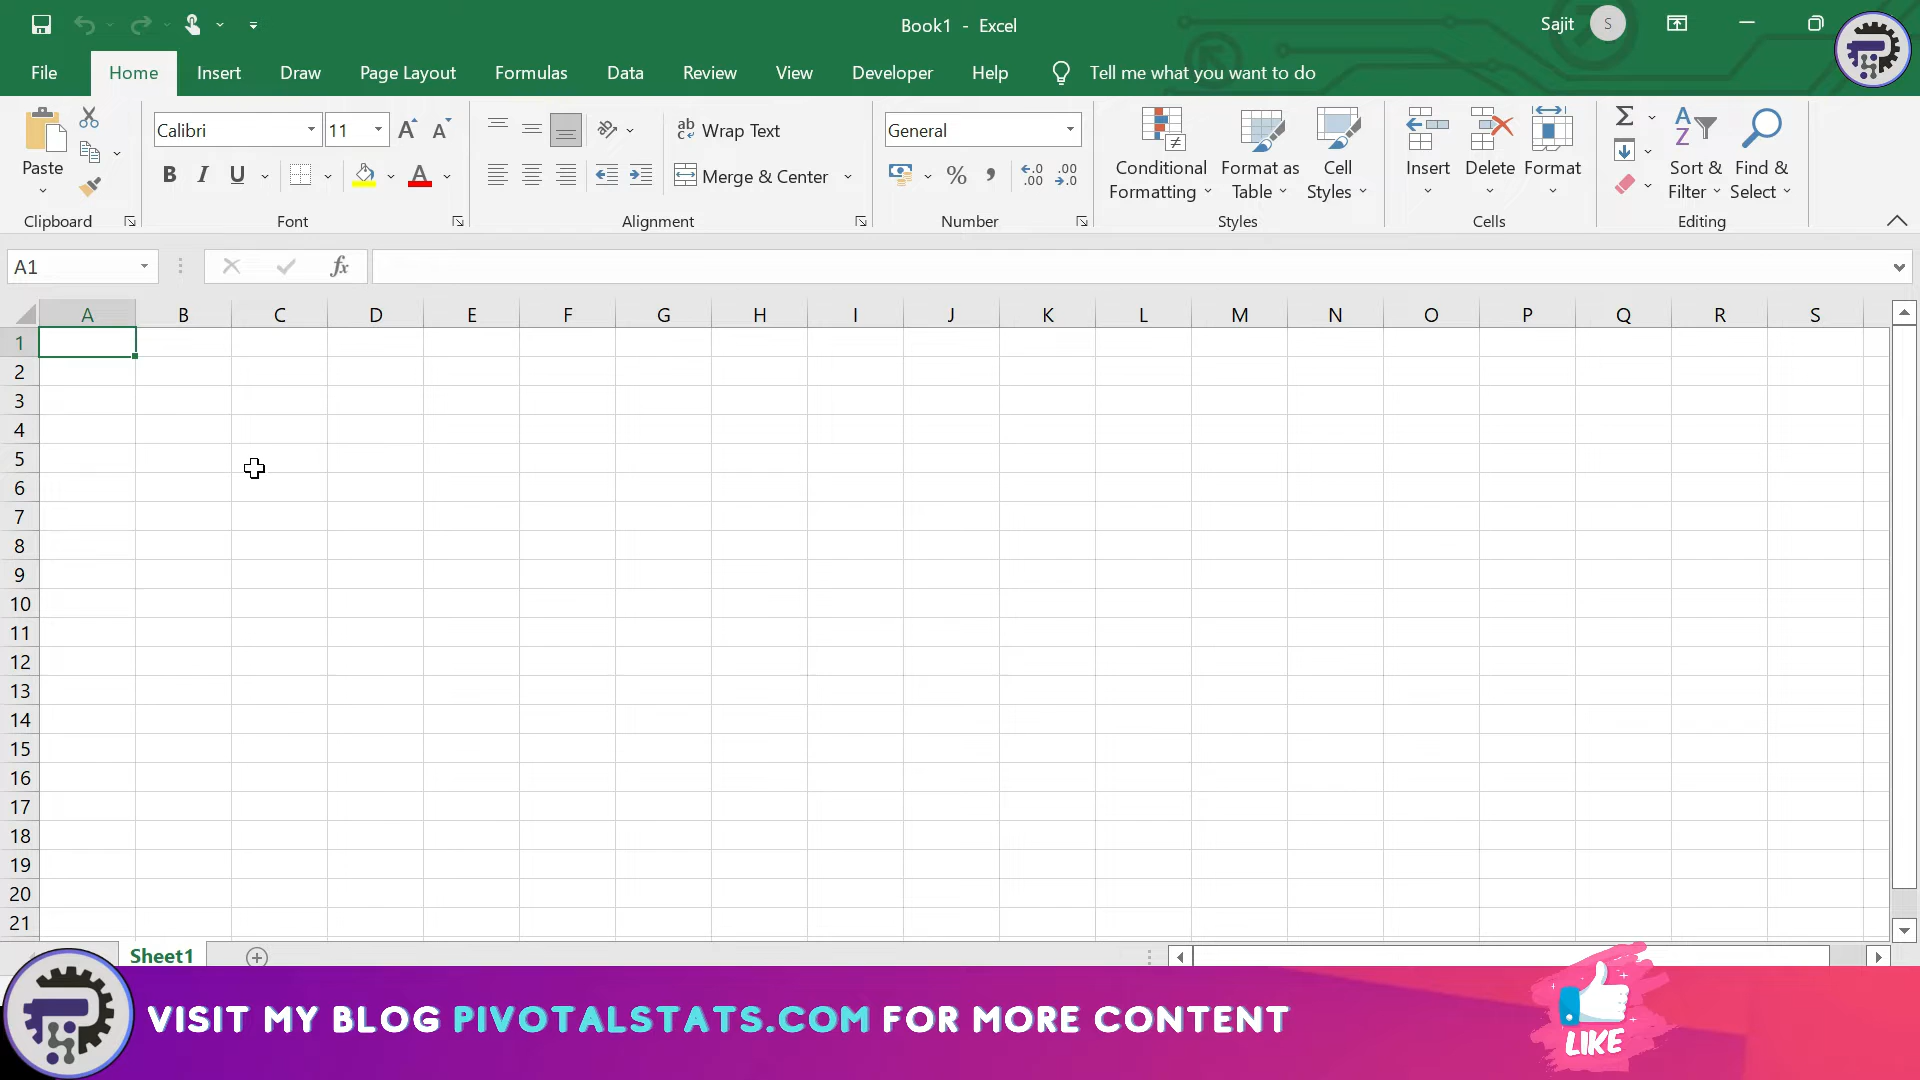 Book1 - Excel
Sajit
S
File Home Insert Draw Page Layout Formulas Data Review View Developer Help Tell me what you want to do
Calibri 11
Wrap Text
General
Paste
B I U
Merge & Center
%
Conditional Formatting
Format as Table
Cell Styles
Insert
Delete
Format
Sort & Filter
Find & Select
Clipboard Font Alignment Number Styles Cells Editing
A1
fx
A B C D E F G H I J K L M N O P Q R S
1
2
3
4
5
6
7
8
9
10
11
12
13
14
15
16
17
18
19
20
21
Sheet1
VISIT MY BLOG PIVOTALSTATS.COM FOR MORE CONTENT
LIKE